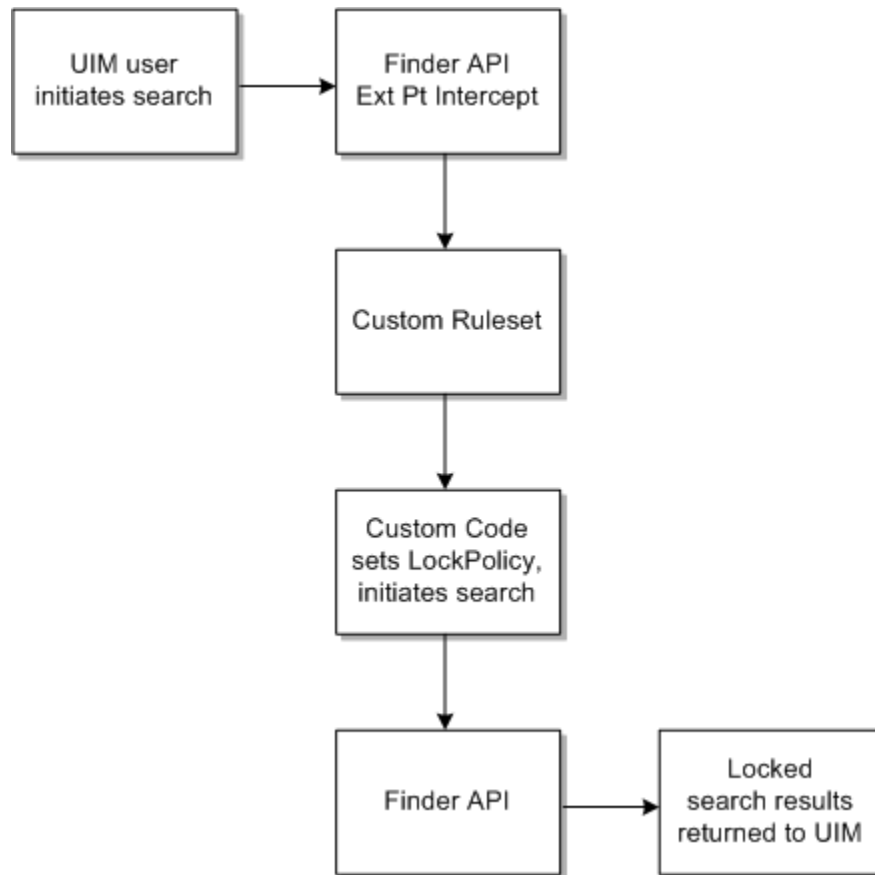 UIM user
initiates search
Finder API
Ext Pt Intercept
Custom Ruleset
Custom Code
sets LockPolicy,
initiates search
Finder API
Locked
search results
returned to UIM